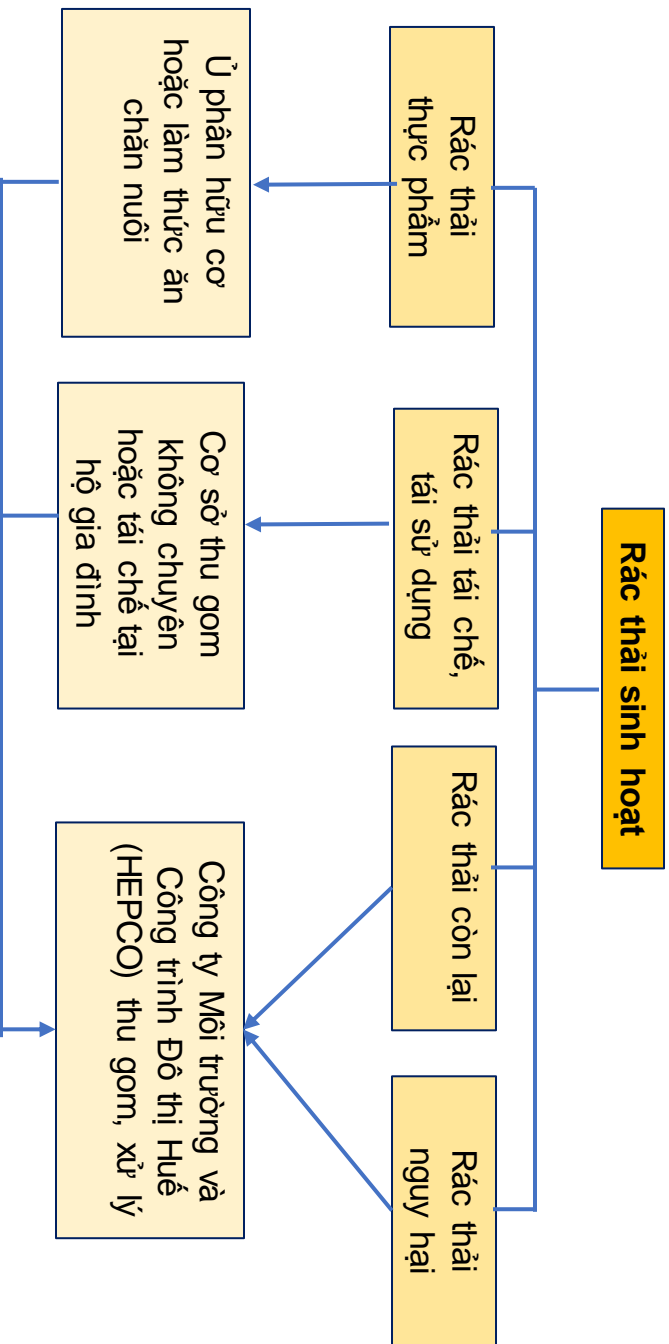 Rác thải sinh hoạt
Rác thải
thực phẩm
Rác thải tái chế,
tái sử dụng
Rác thải còn lại
Rác thải
nguy hại
Ủ phân hữu cơ
hoặc làm thức ăn
chăn nuôi
Cơ sở thu gom
không chuyên
hoặc tái chế tại
hộ gia đình
Công ty Môi trường và
Công trình Đô thị Huế
(HEPCO) thu gom, xử lý